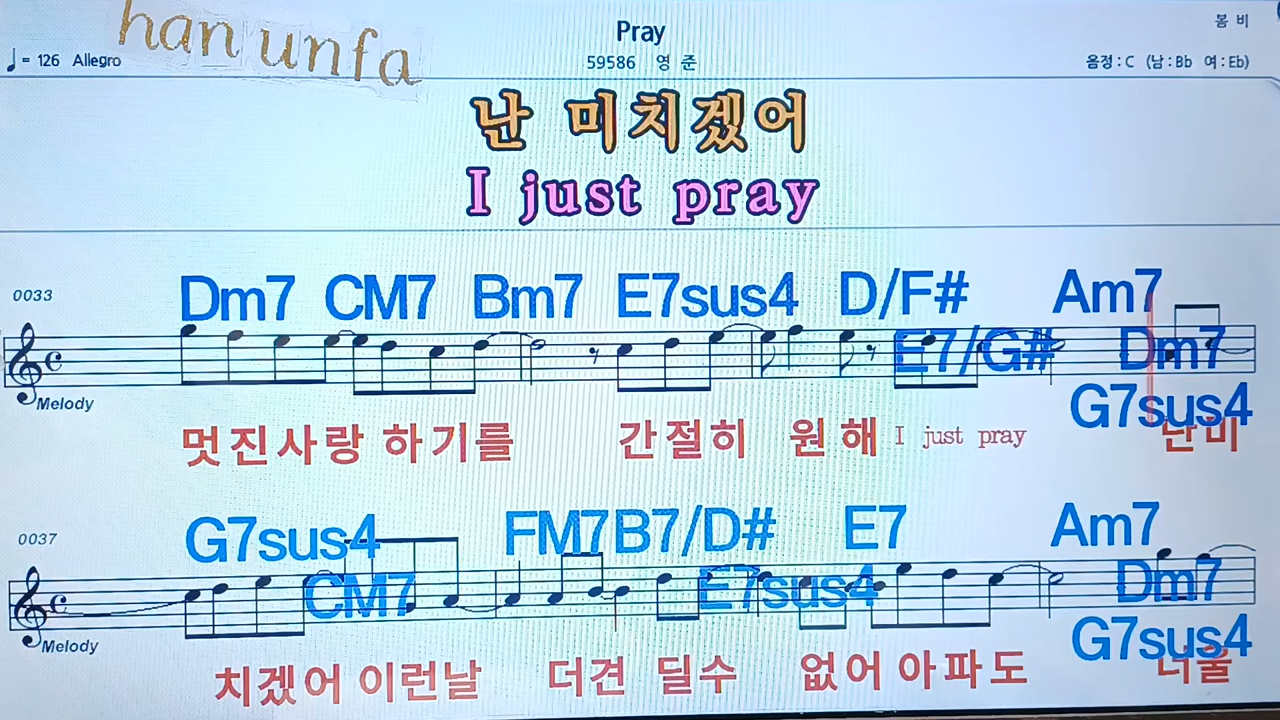 han unfa
Pray
봄 비
♩= 126 Allegro
59586 영 준
음정 : C (남 : Bb 여 : Eb)
난 미치겠어
I just pray
0033
Dm7 CM7 Bm7 E7sus4 D/F# Am7
E7/G# Dm7
G7sus4
Melody
멋진사랑 하기를 간절히 원해 I just pray 난미
0037
G7sus4 FM7 B7/D# E7 Am7
CM7 E7sus4 Dm7
G7sus4
Melody
치겠어 이런날 더견 딜수 없어 아파도 너울